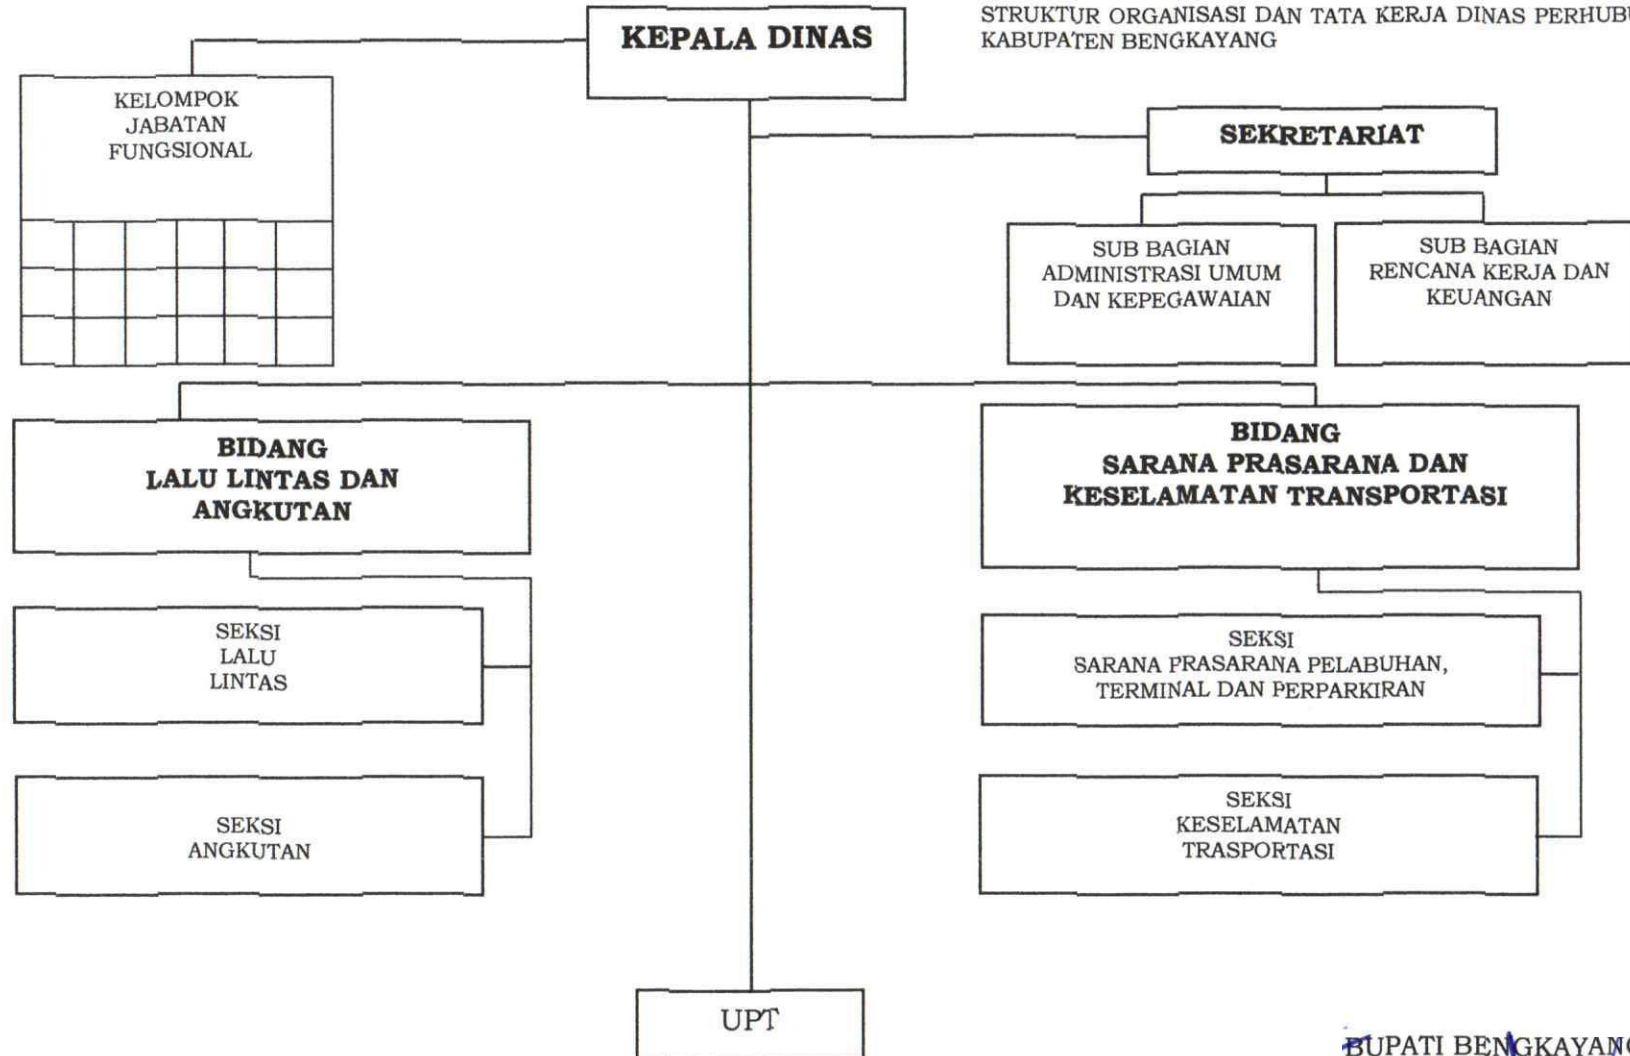 STRUKTUR ORGANISASI DAN TATA KERJA DINAS
KABUPATEN BENGKAYANG
KEPALA DINAS
KELOMPOK
JABATAN
FUNGSIONAL
SEKRETARIAT
SUB BAGIAN
ADMINISTRASI UMUM
DAN KEPEGAWAIAN
SUB BAGIAN
RENCANA KERJA DAN
KEUANGAN
BIDANG
LALU LINTAS DAN
ANGKUTAN
BIDANG
SARANA PRASARANA DAN
KESELAMATAN TRANSPORTASI
SEKSI
LALU
LINTAS
SEKSI
SARANA PRASARANA PELABUHAN,
TERMINAL DAN PERPARKIRAN
SEKSI
ANGKUTAN
SEKSI
KESELAMATAN
TRASPORTASI
UPT
BUPATI BENGKAYANG